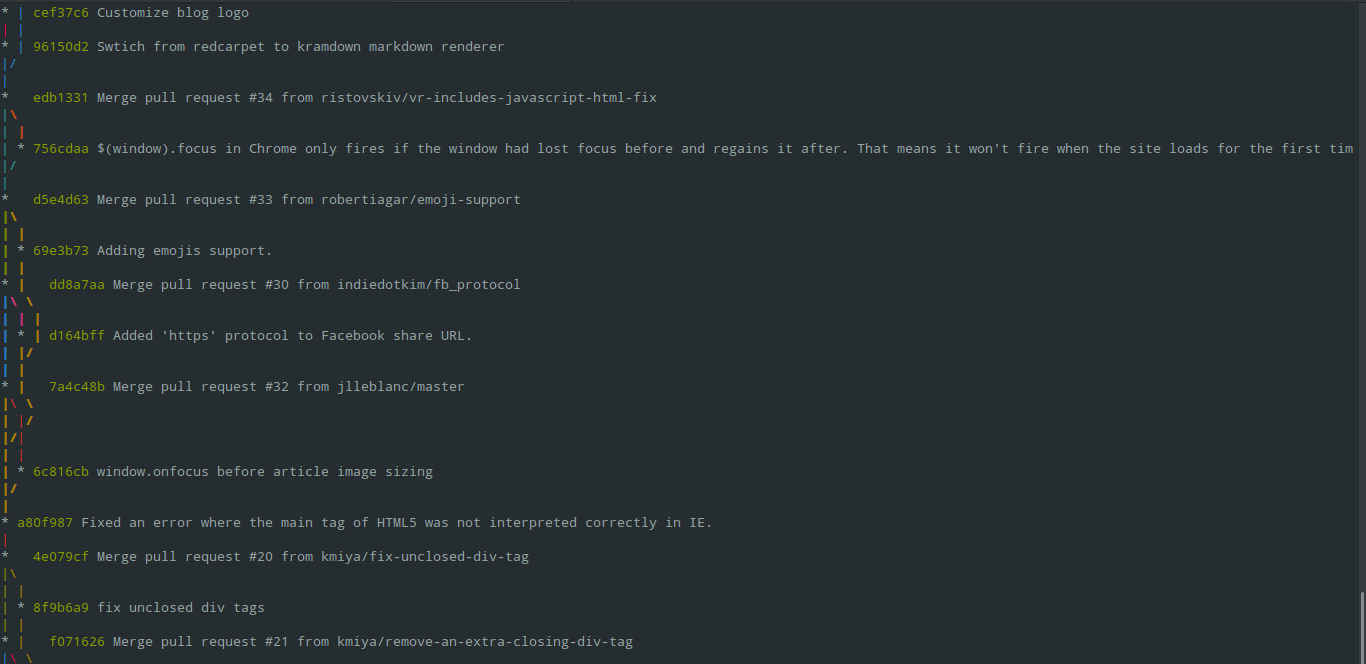 * | cef37c6 Customize blog logo
| |
* | 96150d2 Swtich from redcarpet to kramdown markdown renderer
|/
|
*   edb1331 Merge pull request #34 from ristovskiv/vr-includes-javascript-html-fix
|\
| |
| * 756cdaa $(window).focus in Chrome only fires if the window had lost focus before and regains it after. That means it won't fire when the site loads for the first tim
|/
|
*   d5e4d63 Merge pull request #33 from robertiagar/emoji-support
|\
| |
| * 69e3b73 Adding emojis support.
| |
* |   dd8a7aa Merge pull request #30 from indiedotkim/fb_protocol
|\ \
| | |
| * | d164bff Added 'https' protocol to Facebook share URL.
| |/
| |
* |   7a4c48b Merge pull request #32 from jlleblanc/master
|\ \
| |/
|/|
| |
| * 6c816cb window.onfocus before article image sizing
|/
|
* a80f987 Fixed an error where the main tag of HTML5 was not interpreted correctly in IE.
|
*   4e079cf Merge pull request #20 from kmiya/fix-unclosed-div-tag
|\
| |
| * 8f9b6a9 fix unclosed div tags
| |
* |   f071626 Merge pull request #21 from kmiya/remove-an-extra-closing-div-tag
|\ \